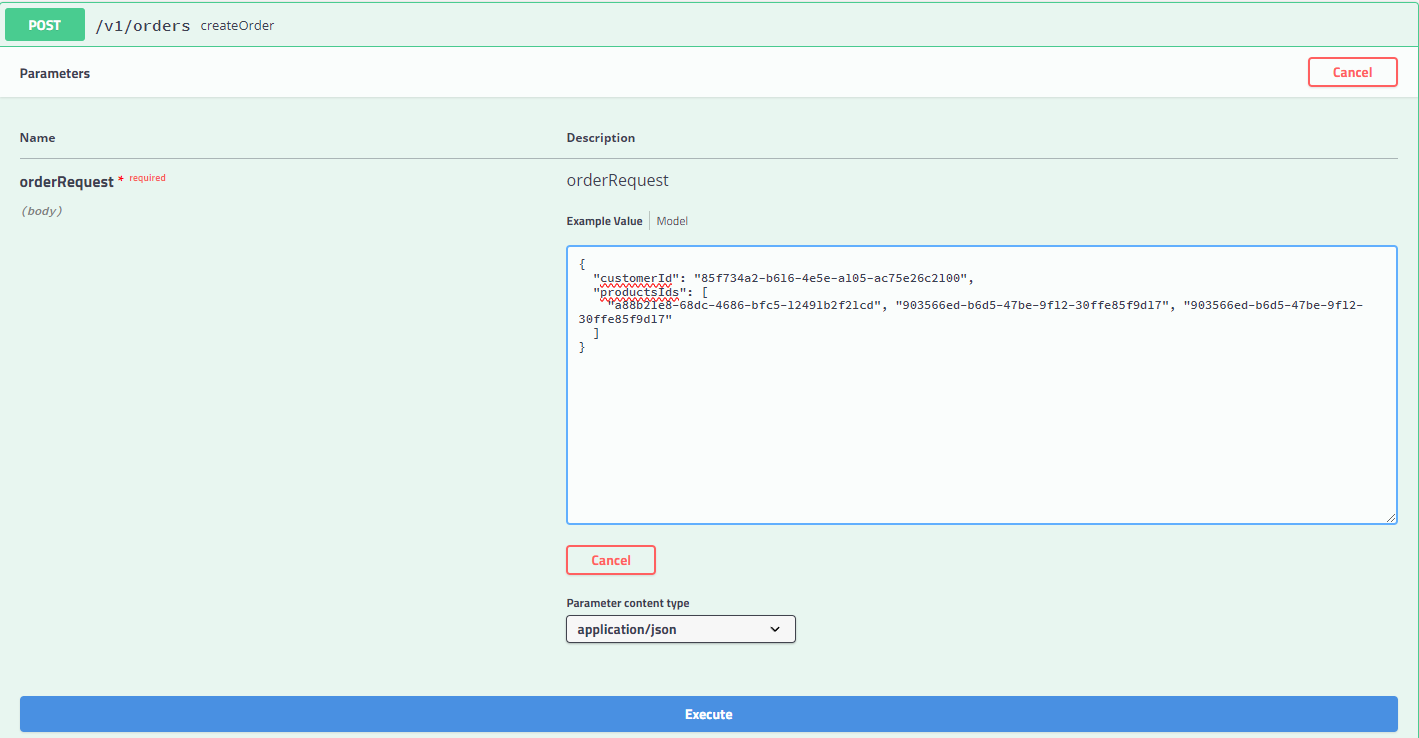 POST /v1/orders createOrder
Parameters
Cancel
Name
Description
orderRequest * required
(body)
orderRequest
Example Value
Model
{
"customerId": "85f734a2-b616-4e5e-a105-ac75e26c2100",
"productsIds": [
"a88b21e8-68dc-4686-bfc5-12491b2f21cd", "903566ed-b6d5-47be-9f12-30ffe85f9d17", "903566ed-b6d5-47be-9f12-
30ffe85f9d17"
]
}
Cancel
Parameter content type
application/json
Execute